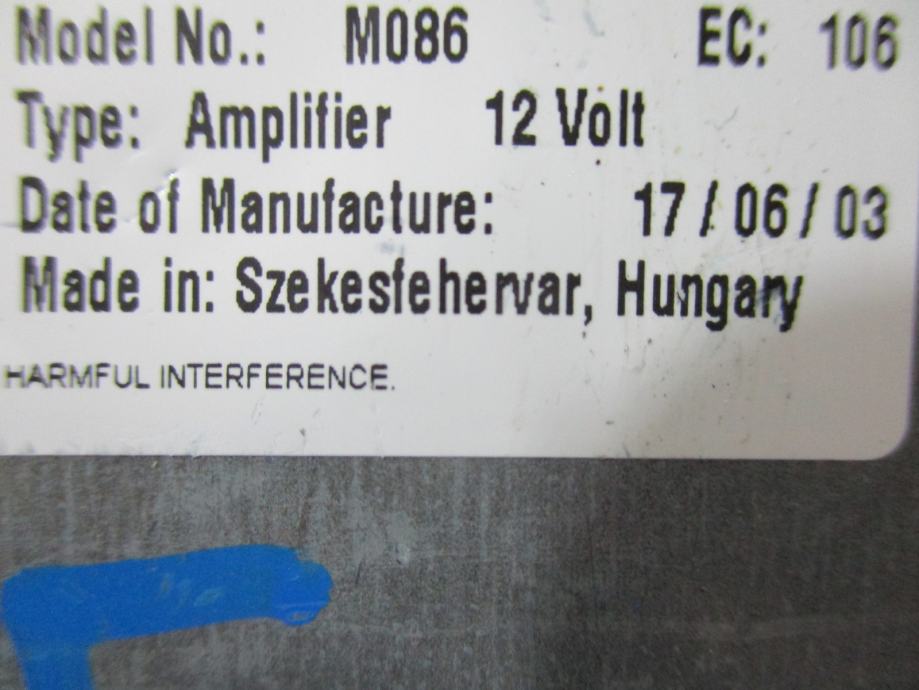 Model No.: M086 EC: 106
Type: Amplifier 12 Volt
Date of Manufacture: 17 / 06 / 03
Made in: Szekesfehervar, Hungary
HARMFUL INTERFERENCE.